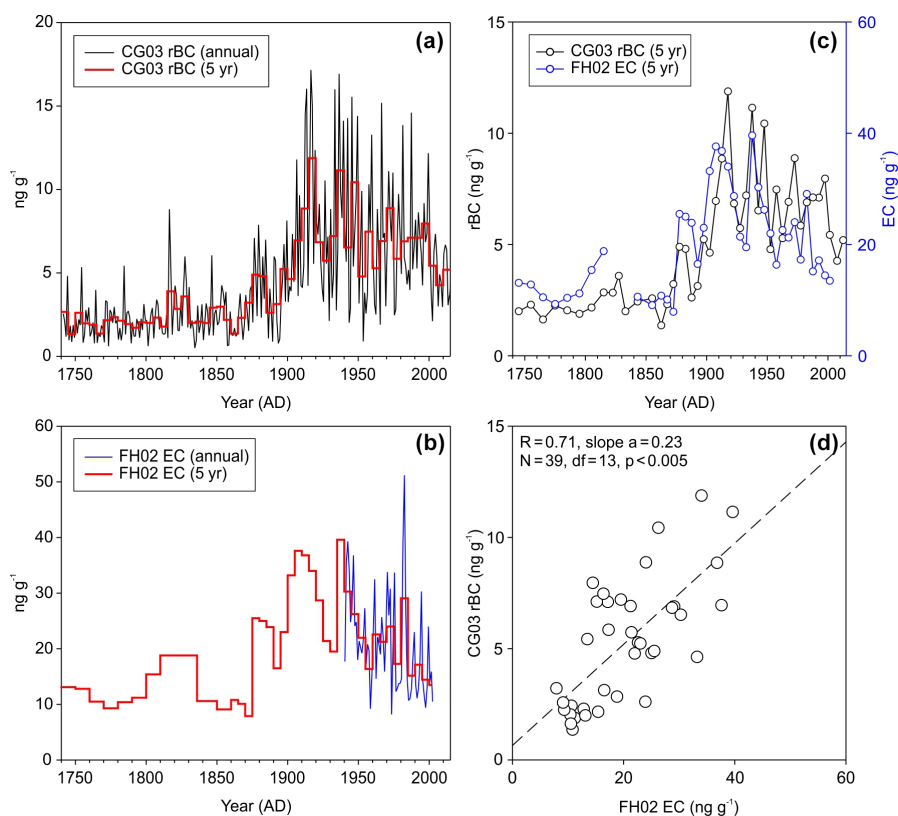 (a)
CG03 rBC (annual)
CG03 rBC (5 yr)
ng g⁻¹
20
15
10
5
0
1750 1800 1850 1900 1950 2000
Year (AD)
(c)
CG03 rBC (5 yr)
FH02 EC (5 yr)
rBC (ng g⁻¹)
15
10
5
0
EC (ng g⁻¹)
60
40
20
0
1750 1800 1850 1900 1950 2000
Year (AD)
(b)
FH02 EC (annual)
FH02 EC (5 yr)
ng g⁻¹
60
50
40
30
20
10
0
1750 1800 1850 1900 1950 2000
Year (AD)
(d)
R=0.71, slope a=0.23
N=39, df=13, p<0.005
CG03 rBC (ng g⁻¹)
15
10
5
0
0 20 40 60
FH02 EC (ng g⁻¹)